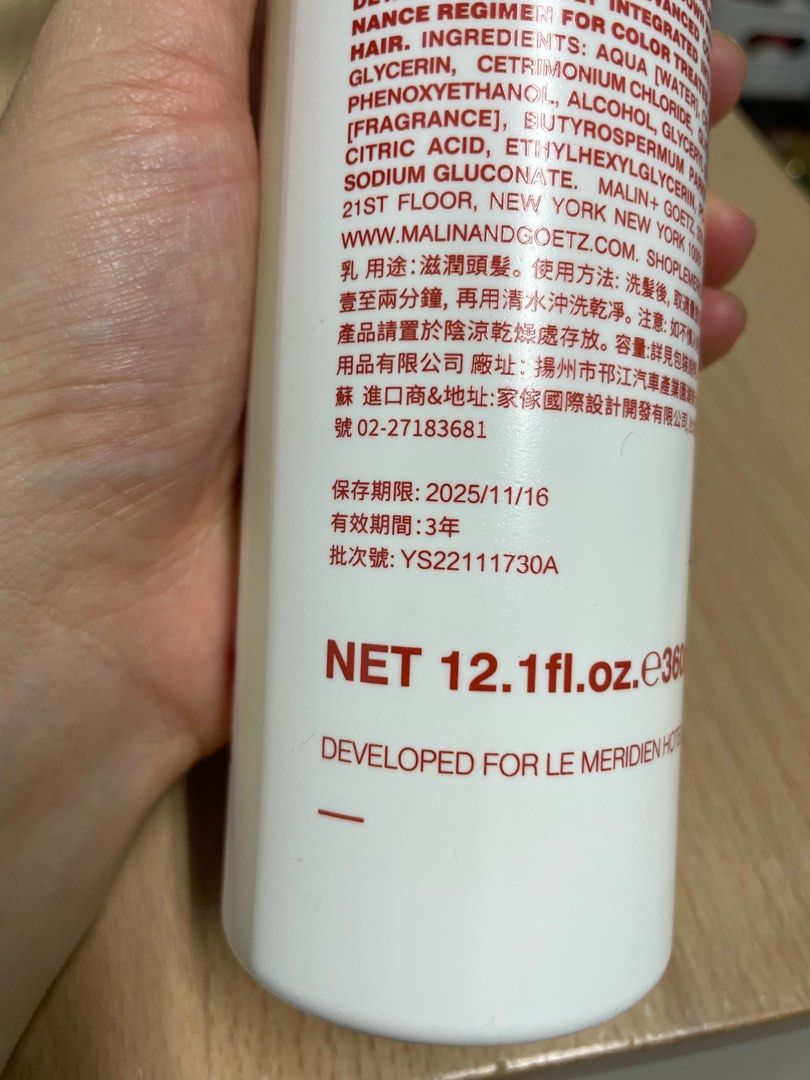 INTEGRATED
NANCE REGIMEN FOR COLOR TREATED
HAIR. INGREDIENTS: AQUA [WATER],
GLYCERIN, CETRIMONIUM CHLORIDE,
PHENOXYETHANOL, ALCOHOL,
[FRAGRANCE], BUTYROSPERMUM
CITRIC ACID, ETHYLHEXYLGLYCERIN,
SODIUM GLUCONATE. MALIN+ GOETZ
21ST FLOOR, NEW YORK NEW YORK
WWW.MALINANDGOETZ.COM.
乳 用途:滋潤頭髮。使用方法: 洗髮後,
壹至兩分鐘, 再用清水沖洗乾淨。注意:
產品請置於陰涼乾燥處存放。容量:詳見包裝
用品有限公司 廠址: 揚州市邗江汽車產業園
蘇 進口商&地址:家傢國際設計開發有限公司
號 02-27183681
保存期限: 2025/11/16
有效期間:3年
批次號: YS22111730A
NET 12.1fl.oz.℮360
DEVELOPED FOR LE MERIDIEN